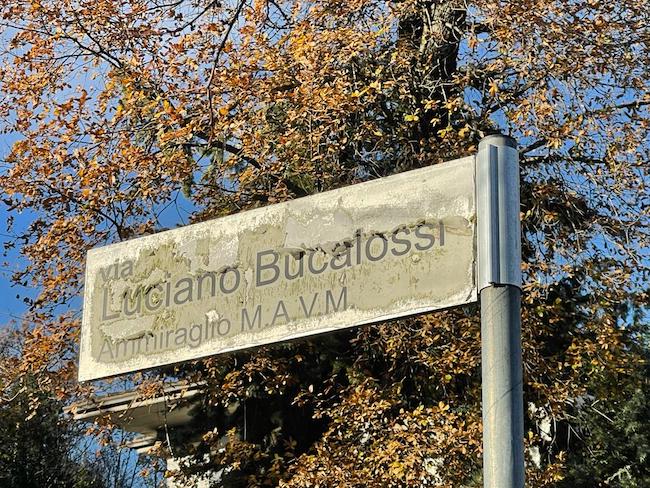 via
Luciano Bucalossi
Ammiraglio M.A.V.M.